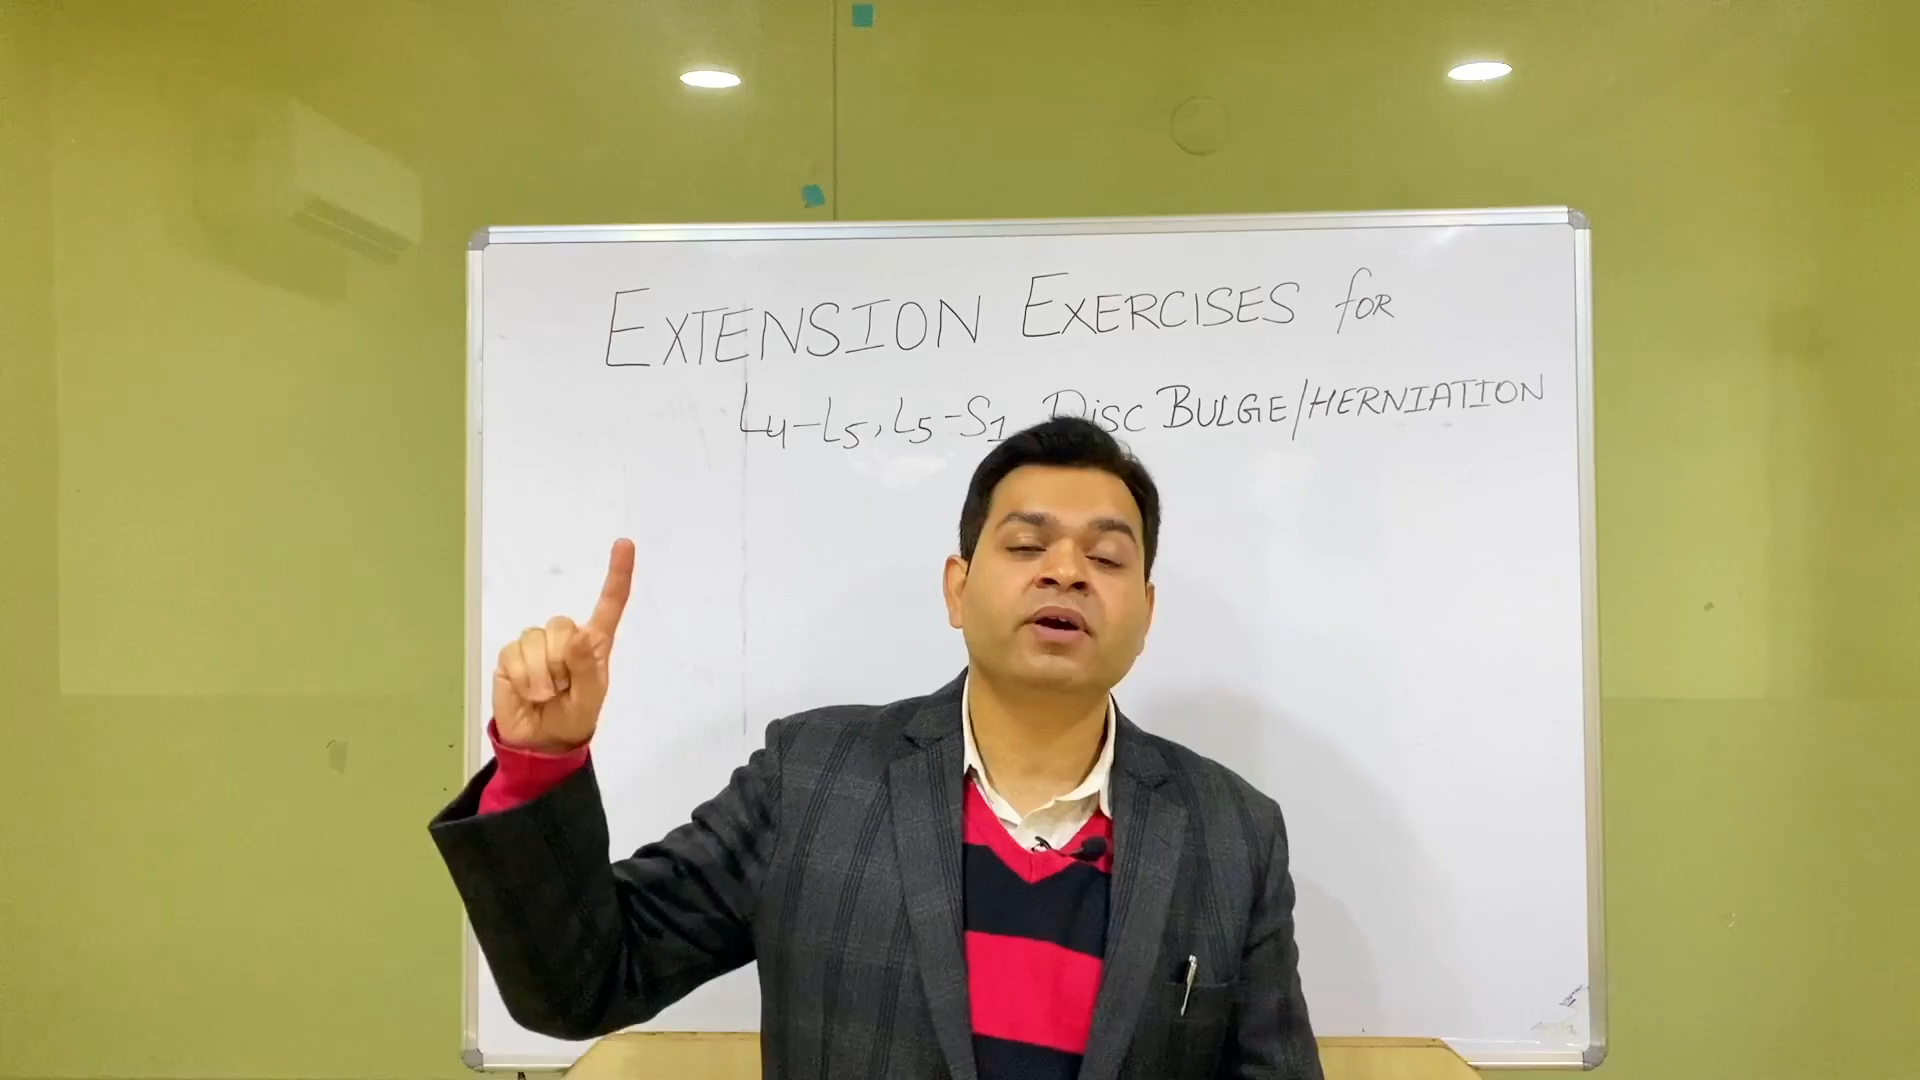 EXTENSION EXERCISES for
L4-L5, L5-S1 DISC BULGE/HERNIATION